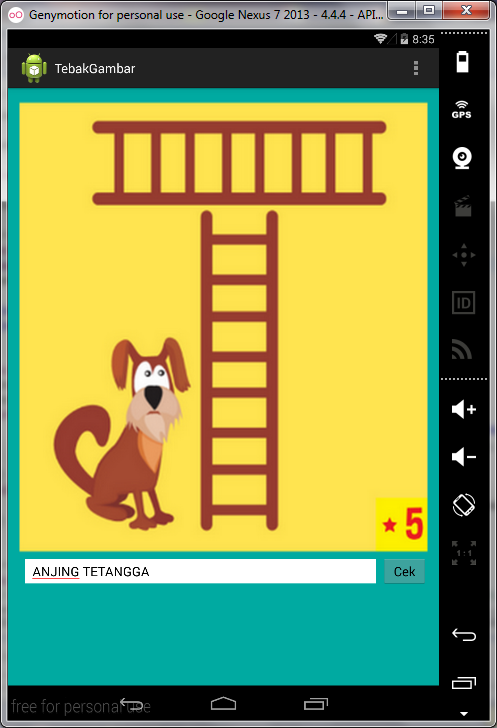 Genymotion for personal use - Google Nexus 7 2013 - 4.4.4 - API...
8:35
TebakGambar
GPS
ID
5
1:1
ANJING TETANGGA
Cek
free for personal use